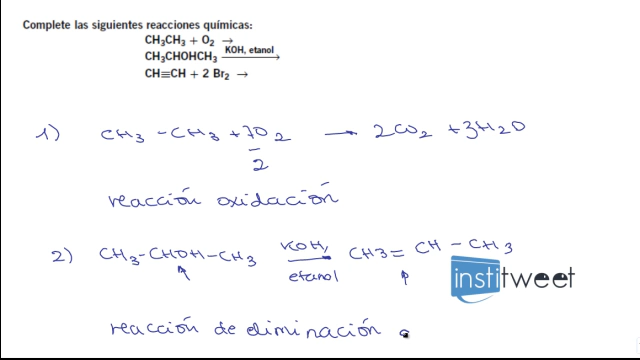 Complete las siguientes reacciones químicas:
CH₃CH₃ + O₂ →
CH₃CHOHCH₃ KOH, etanol →
CH≡CH + 2 Br₂ →
1) CH₃ - CH₃ + 7/2 O₂ → 2CO₂ + 3H₂O
reacción oxidación
2) CH₃-CHOH-CH₃ KOH, etanol → CH3 = CH - CH₃
institweet
reacción de eliminación